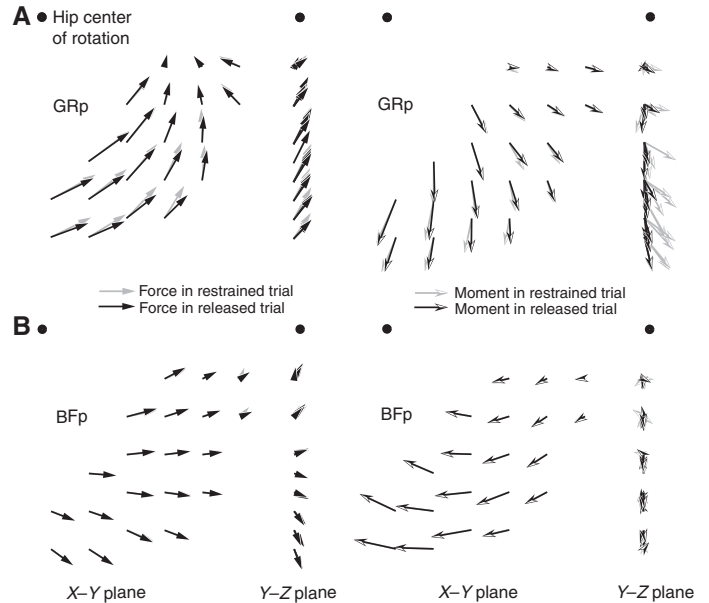 A
Hip center
of rotation
GRp
GRp
Force in restrained trial
Force in released trial
Moment in restrained trial
Moment in released trial
B
BFp
BFp
X–Y plane
Y–Z plane
X–Y plane
Y–Z plane